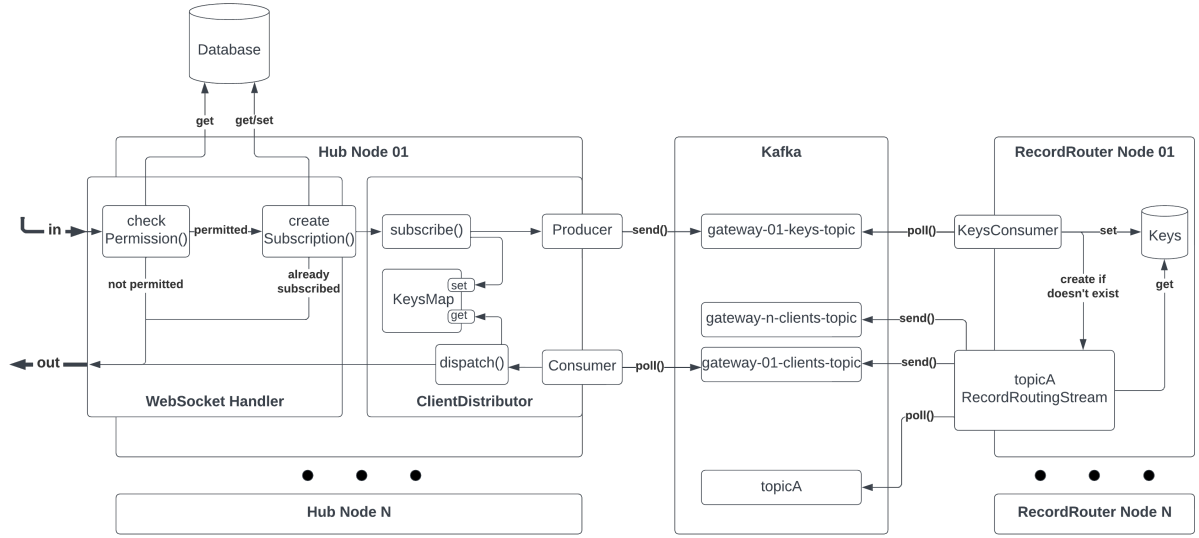 Database
get
get/set
Hub Node 01
Kafka
RecordRouter Node 01
in
check
Permission()
permitted
create
Subscription()
subscribe()
Producer
send()
gateway-01-keys-topic
poll()
KeysConsumer
set
Keys
not permitted
already
subscribed
KeysMap
set
get
create if
doesn't exist
get
gateway-n-clients-topic
send()
out
dispatch()
Consumer
poll()
gateway-01-clients-topic
send()
topicA
RecordRoutingStream
WebSocket Handler
ClientDistributor
poll()
topicA
Hub Node N
RecordRouter Node N